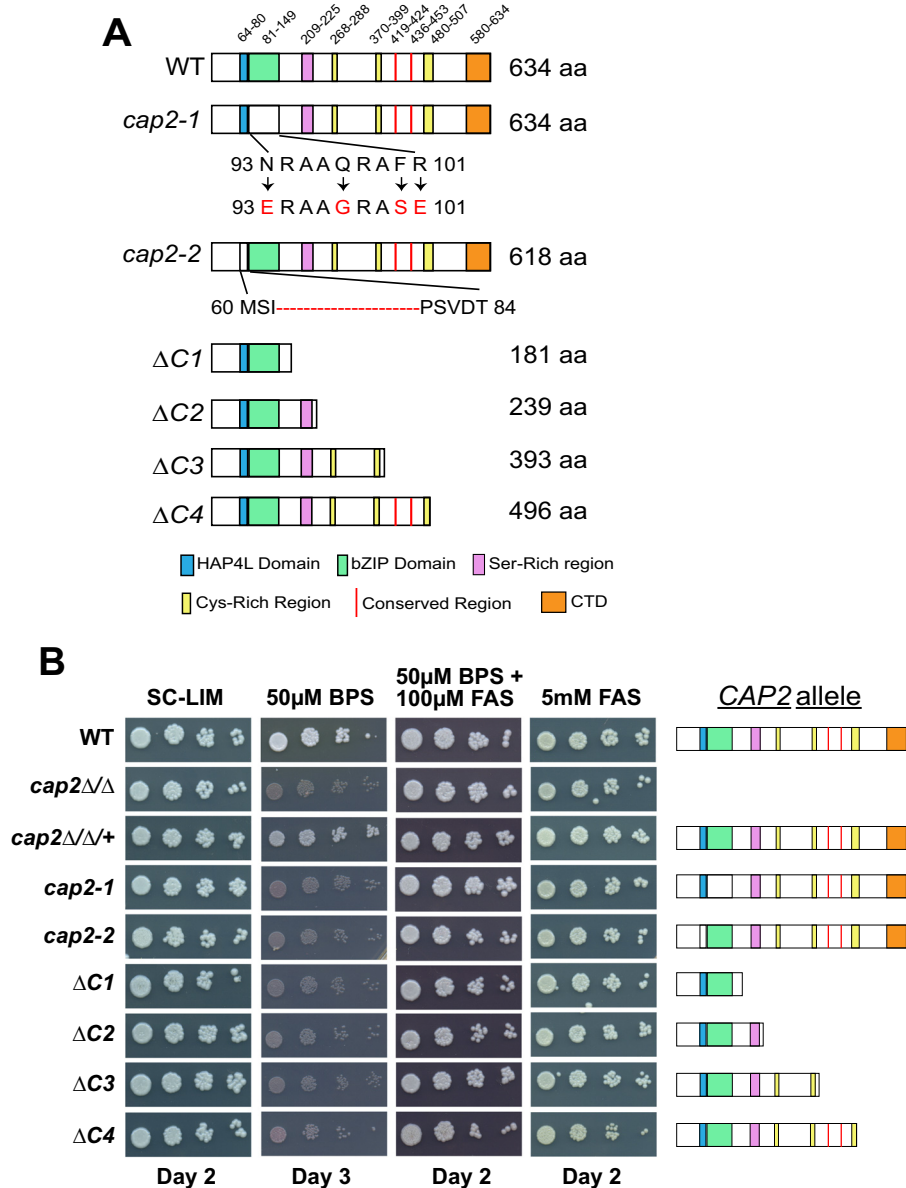 A
64-80 81-149 209-225 268-288 370-399 419-424 436-453 480-507 580-634
WT 634 aa
cap2-1 634 aa
93 N R A A Q R A F R 101
93 E R A A G R A S E 101
cap2-2 618 aa
60 MSI--------------------PSVDT 84
ΔC1 181 aa
ΔC2 239 aa
ΔC3 393 aa
ΔC4 496 aa
HAP4L Domain bZIP Domain Ser-Rich region
Cys-Rich Region Conserved Region CTD
B
SC-LIM 50µM BPS 50µM BPS + 100µM FAS 5mM FAS CAP2 allele
WT
cap2Δ/Δ
cap2Δ/Δ/+
cap2-1
cap2-2
ΔC1
ΔC2
ΔC3
ΔC4
Day 2 Day 3 Day 2 Day 2